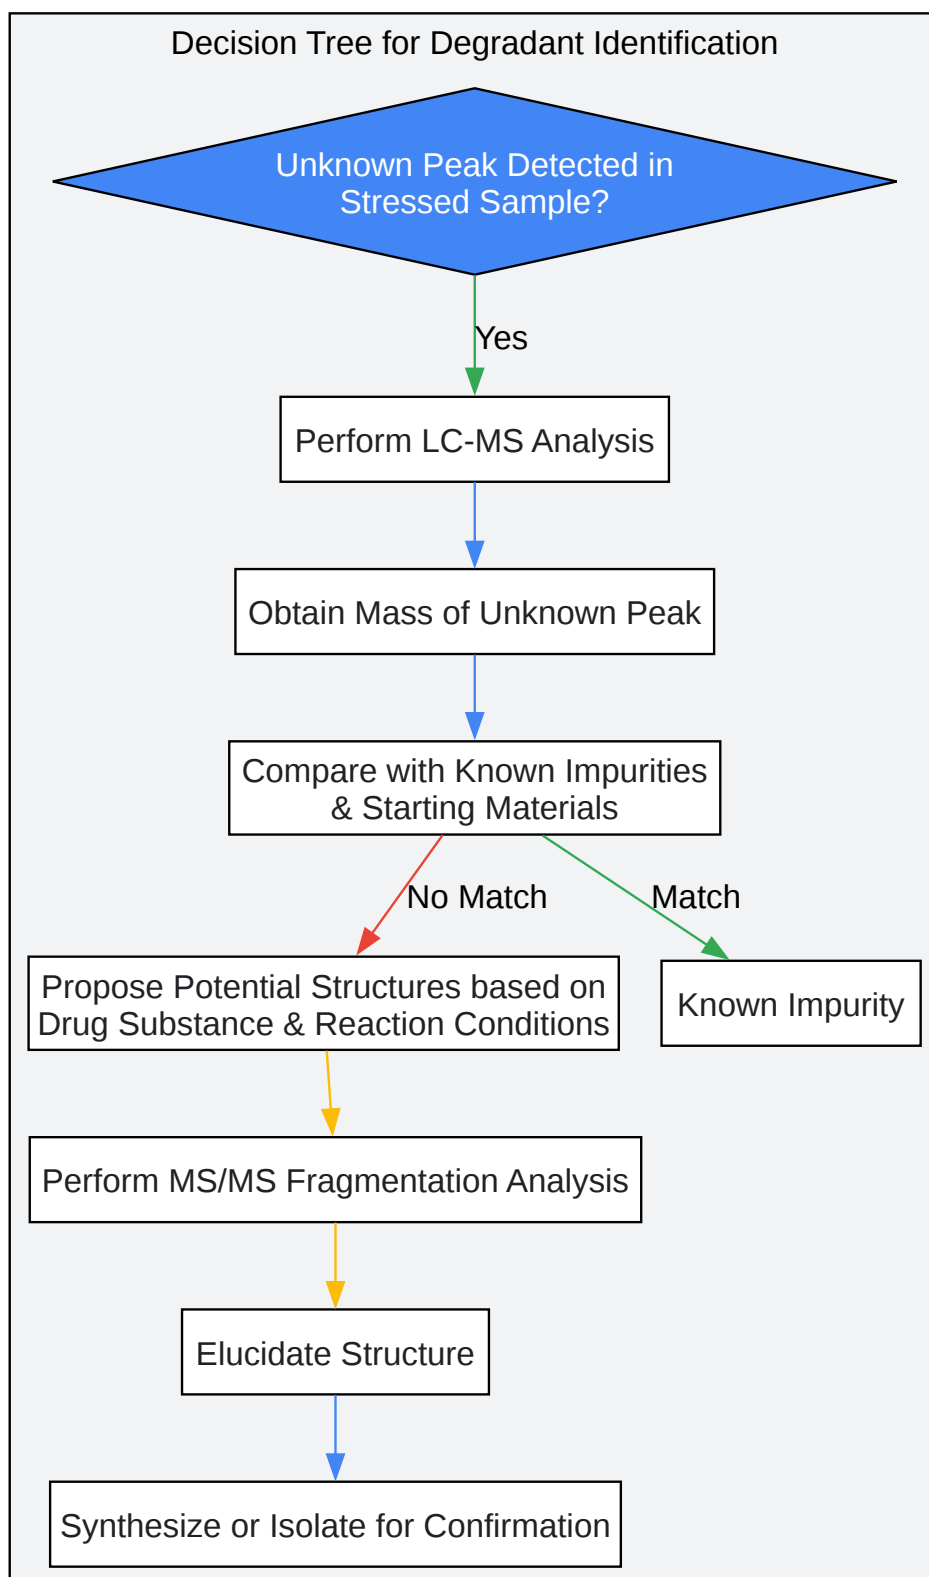 Decision Tree for Degradant Identification
Unknown Peak Detected in
Stressed Sample?
Yes
Perform LC-MS Analysis
Obtain Mass of Unknown Peak
Compare with Known Impurities
& Starting Materials
No Match
Match
Propose Potential Structures based on
Drug Substance & Reaction Conditions
Known Impurity
Perform MS/MS Fragmentation Analysis
Elucidate Structure
Synthesize or Isolate for Confirmation